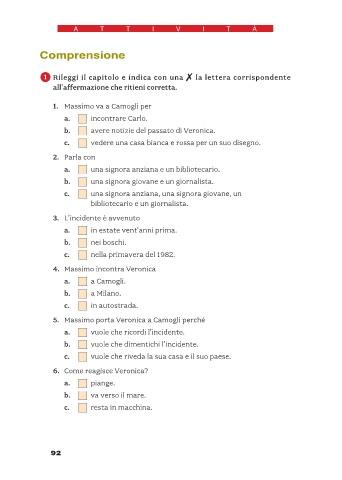 ATTIVITÀ
Comprensione
1 Rileggi il capitolo e indica con una ✗ la lettera corrispondente
all'affermazione che ritieni corretta.
1. Massimo va a Camogli per
a. incontrare Carlo.
b. avere notizie del passato di Veronica.
c. vedere una casa bianca e rossa per un suo disegno.
2. Parla con
a. una signora anziana e un bibliotecario.
b. una signora giovane e un giornalista.
c. una signora anziana, una signora giovane, un
bibliotecario e un giornalista.
3. L'incidente è avvenuto
a. in estate vent'anni prima.
b. nei boschi.
c. nella primavera del 1982.
4. Massimo incontra Veronica
a. a Camogli.
b. a Milano.
c. in autostrada.
5. Massimo porta Veronica a Camogli perché
a. vuole che ricordi l'incidente.
b. vuole che dimentichi l'incidente.
c. vuole che riveda la sua casa e il suo paese.
6. Come reagisce Veronica?
a. piange.
b. va verso il mare.
c. resta in macchina.
92